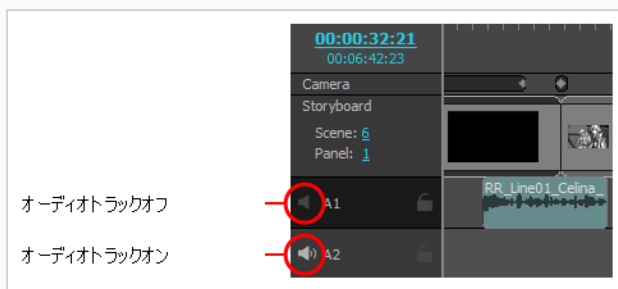 00:00:32:21
00:06:42:23
Camera
Storyboard
Scene: 6
Panel: 1
オーディオトラックオフ
A1
RR_Line01_Celina_
オーディオトラックオン
A2